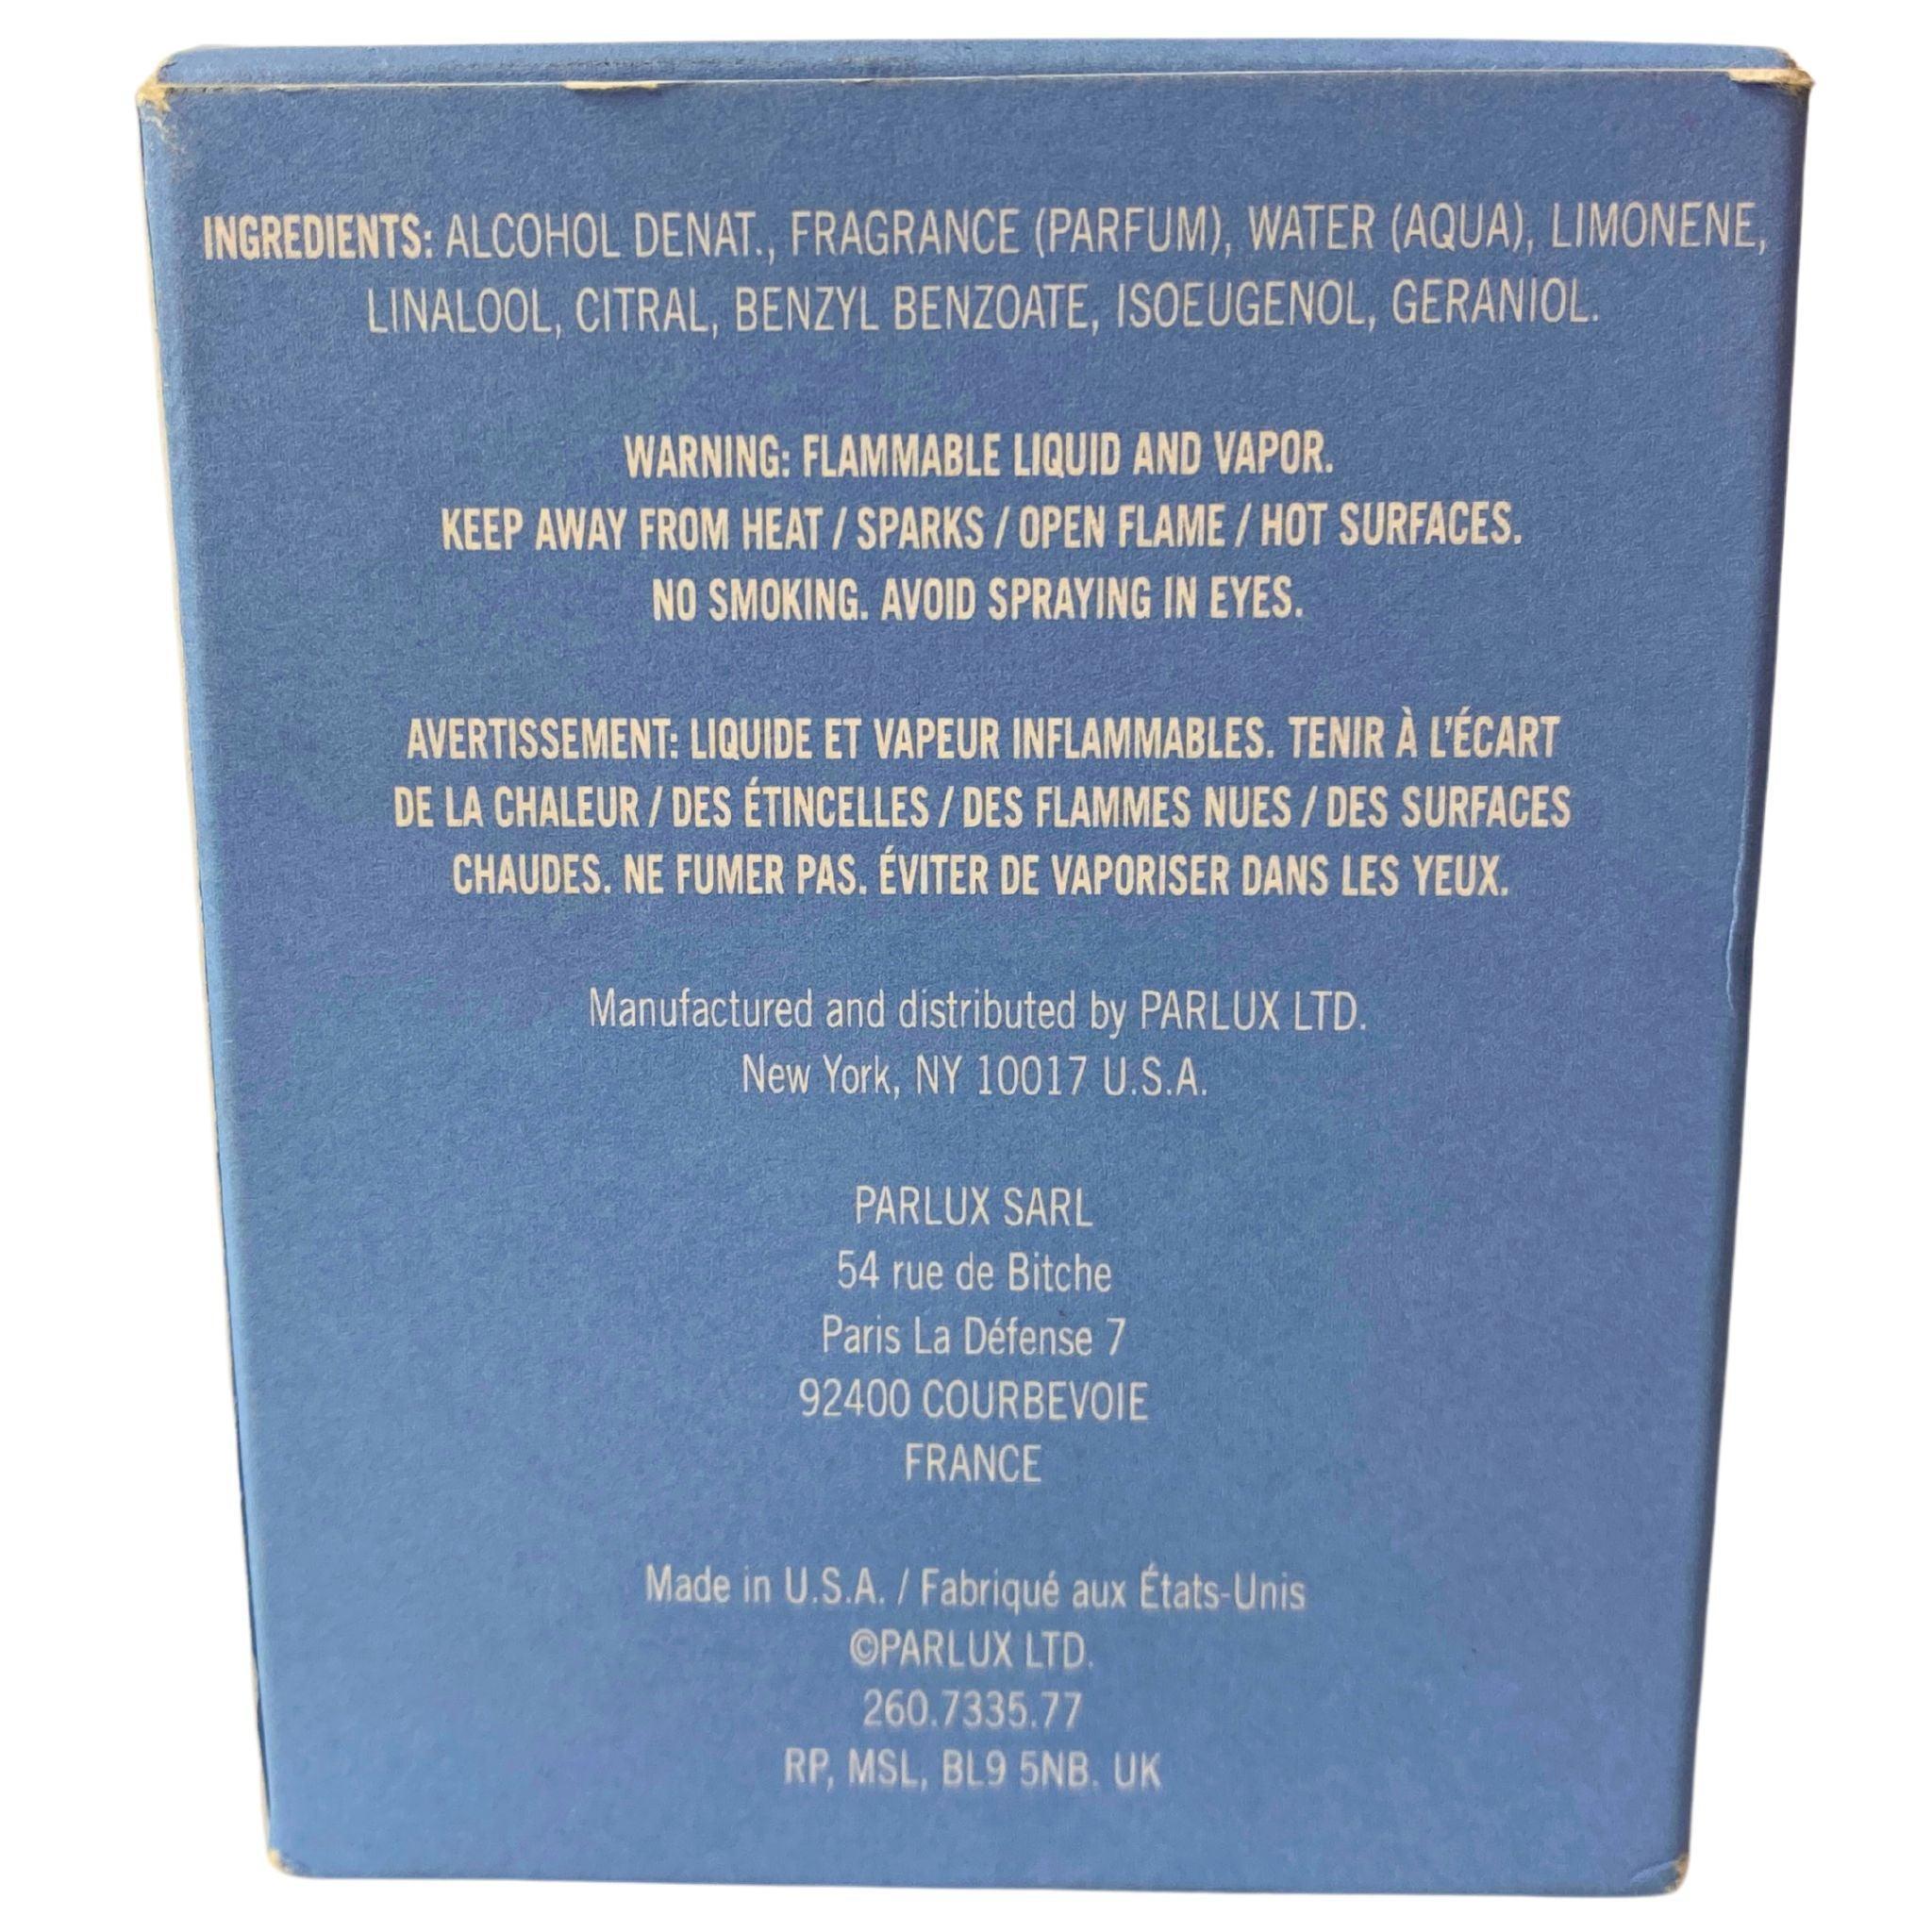 INGREDIENTS: ALCOHOL DENAT., FRAGRANCE (PARFUM), WATER (AQUA), LIMONENE,
LINALOOL, CITRAL, BENZYL BENZOATE, ISOEUGENOL, GERANIOL.
WARNING: FLAMMABLE LIQUID AND VAPOR.
KEEP AWAY FROM HEAT / SPARKS / OPEN FLAME / HOT SURFACES.
NO SMOKING. AVOID SPRAYING IN EYES.
AVERTISSEMENT: LIQUIDE ET VAPEUR INFLAMMABLES. TENIR À L'ÉCART
DE LA CHALEUR / DES ÉTINCELLES / DES FLAMMES NUES / DES SURFACES
CHAUDES. NE FUMER PAS. ÉVITER DE VAPORISER DANS LES YEUX.
Manufactured and distributed by PARLUX LTD.
New York, NY 10017 U.S.A.
PARLUX SARL
54 rue de Bitche
Paris La Défense 7
92400 COURBEVOIE
FRANCE
Made in U.S.A. / Fabriqué aux États-Unis
©PARLUX LTD.
260.7335.77
RP, MSL, BL9 5NB. UK